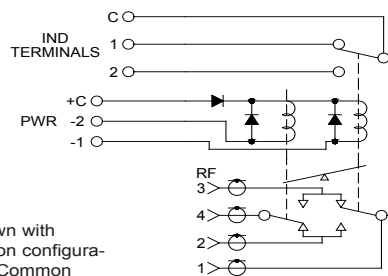 C
IND
TERMINALS
1
2
+C
PWR -2
-1
RF
3
4
2
1
wn with
on configura-
Common